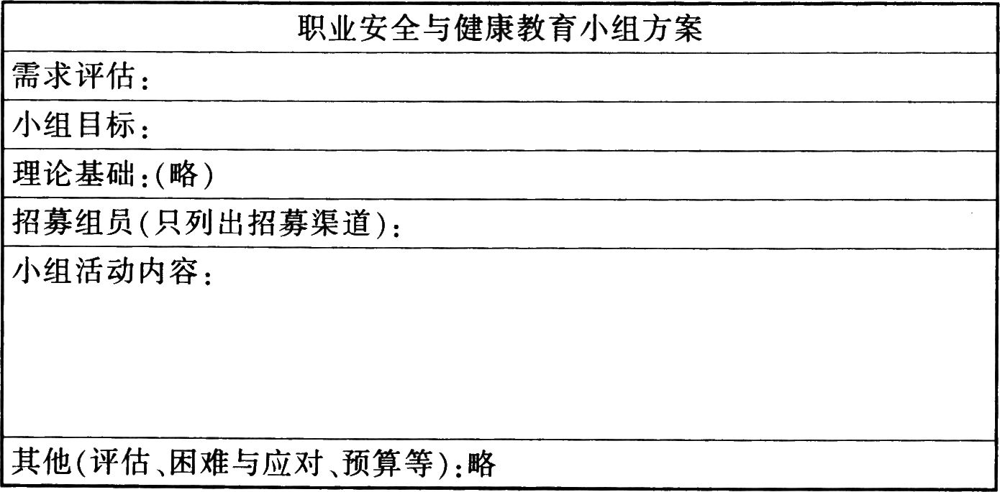 职业安全与健康教育小组方案
需求评估:
小组目标:
理论基础:(略)
招募组员(只列出招募渠道):
小组活动内容:
其他(评估、困难与应对、预算等):略